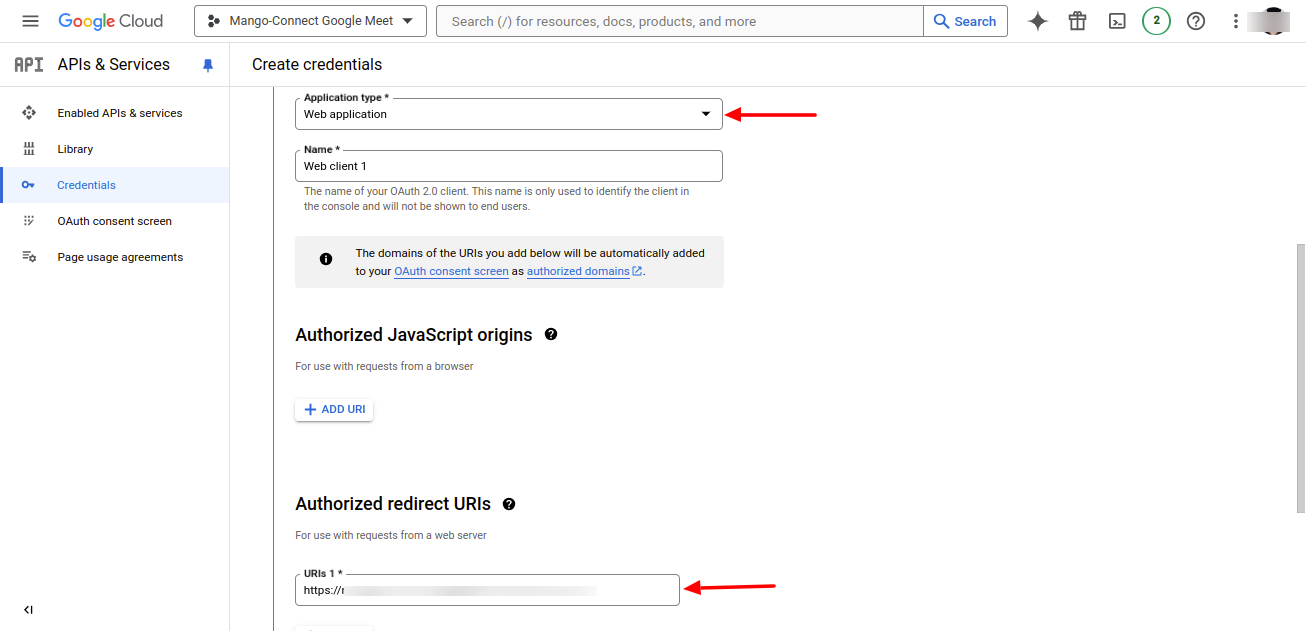 Google Cloud
Mango-Connect Google Meet
Search (/) for resources, docs, products, and more
Search
2
API APIs & Services
Create credentials
Enabled APIs & services
Library
Credentials
OAuth consent screen
Page usage agreements
Application type *
Web application
Name *
Web client 1
The name of your OAuth 2.0 client. This name is only used to identify the client in
the console and will not be shown to end users.
The domains of the URIs you add below will be automatically added
to your OAuth consent screen as authorized domains.
Authorized JavaScript origins
For use with requests from a browser
ADD URI
Authorized redirect URIs
For use with requests from a web server
URIs 1 *
https://